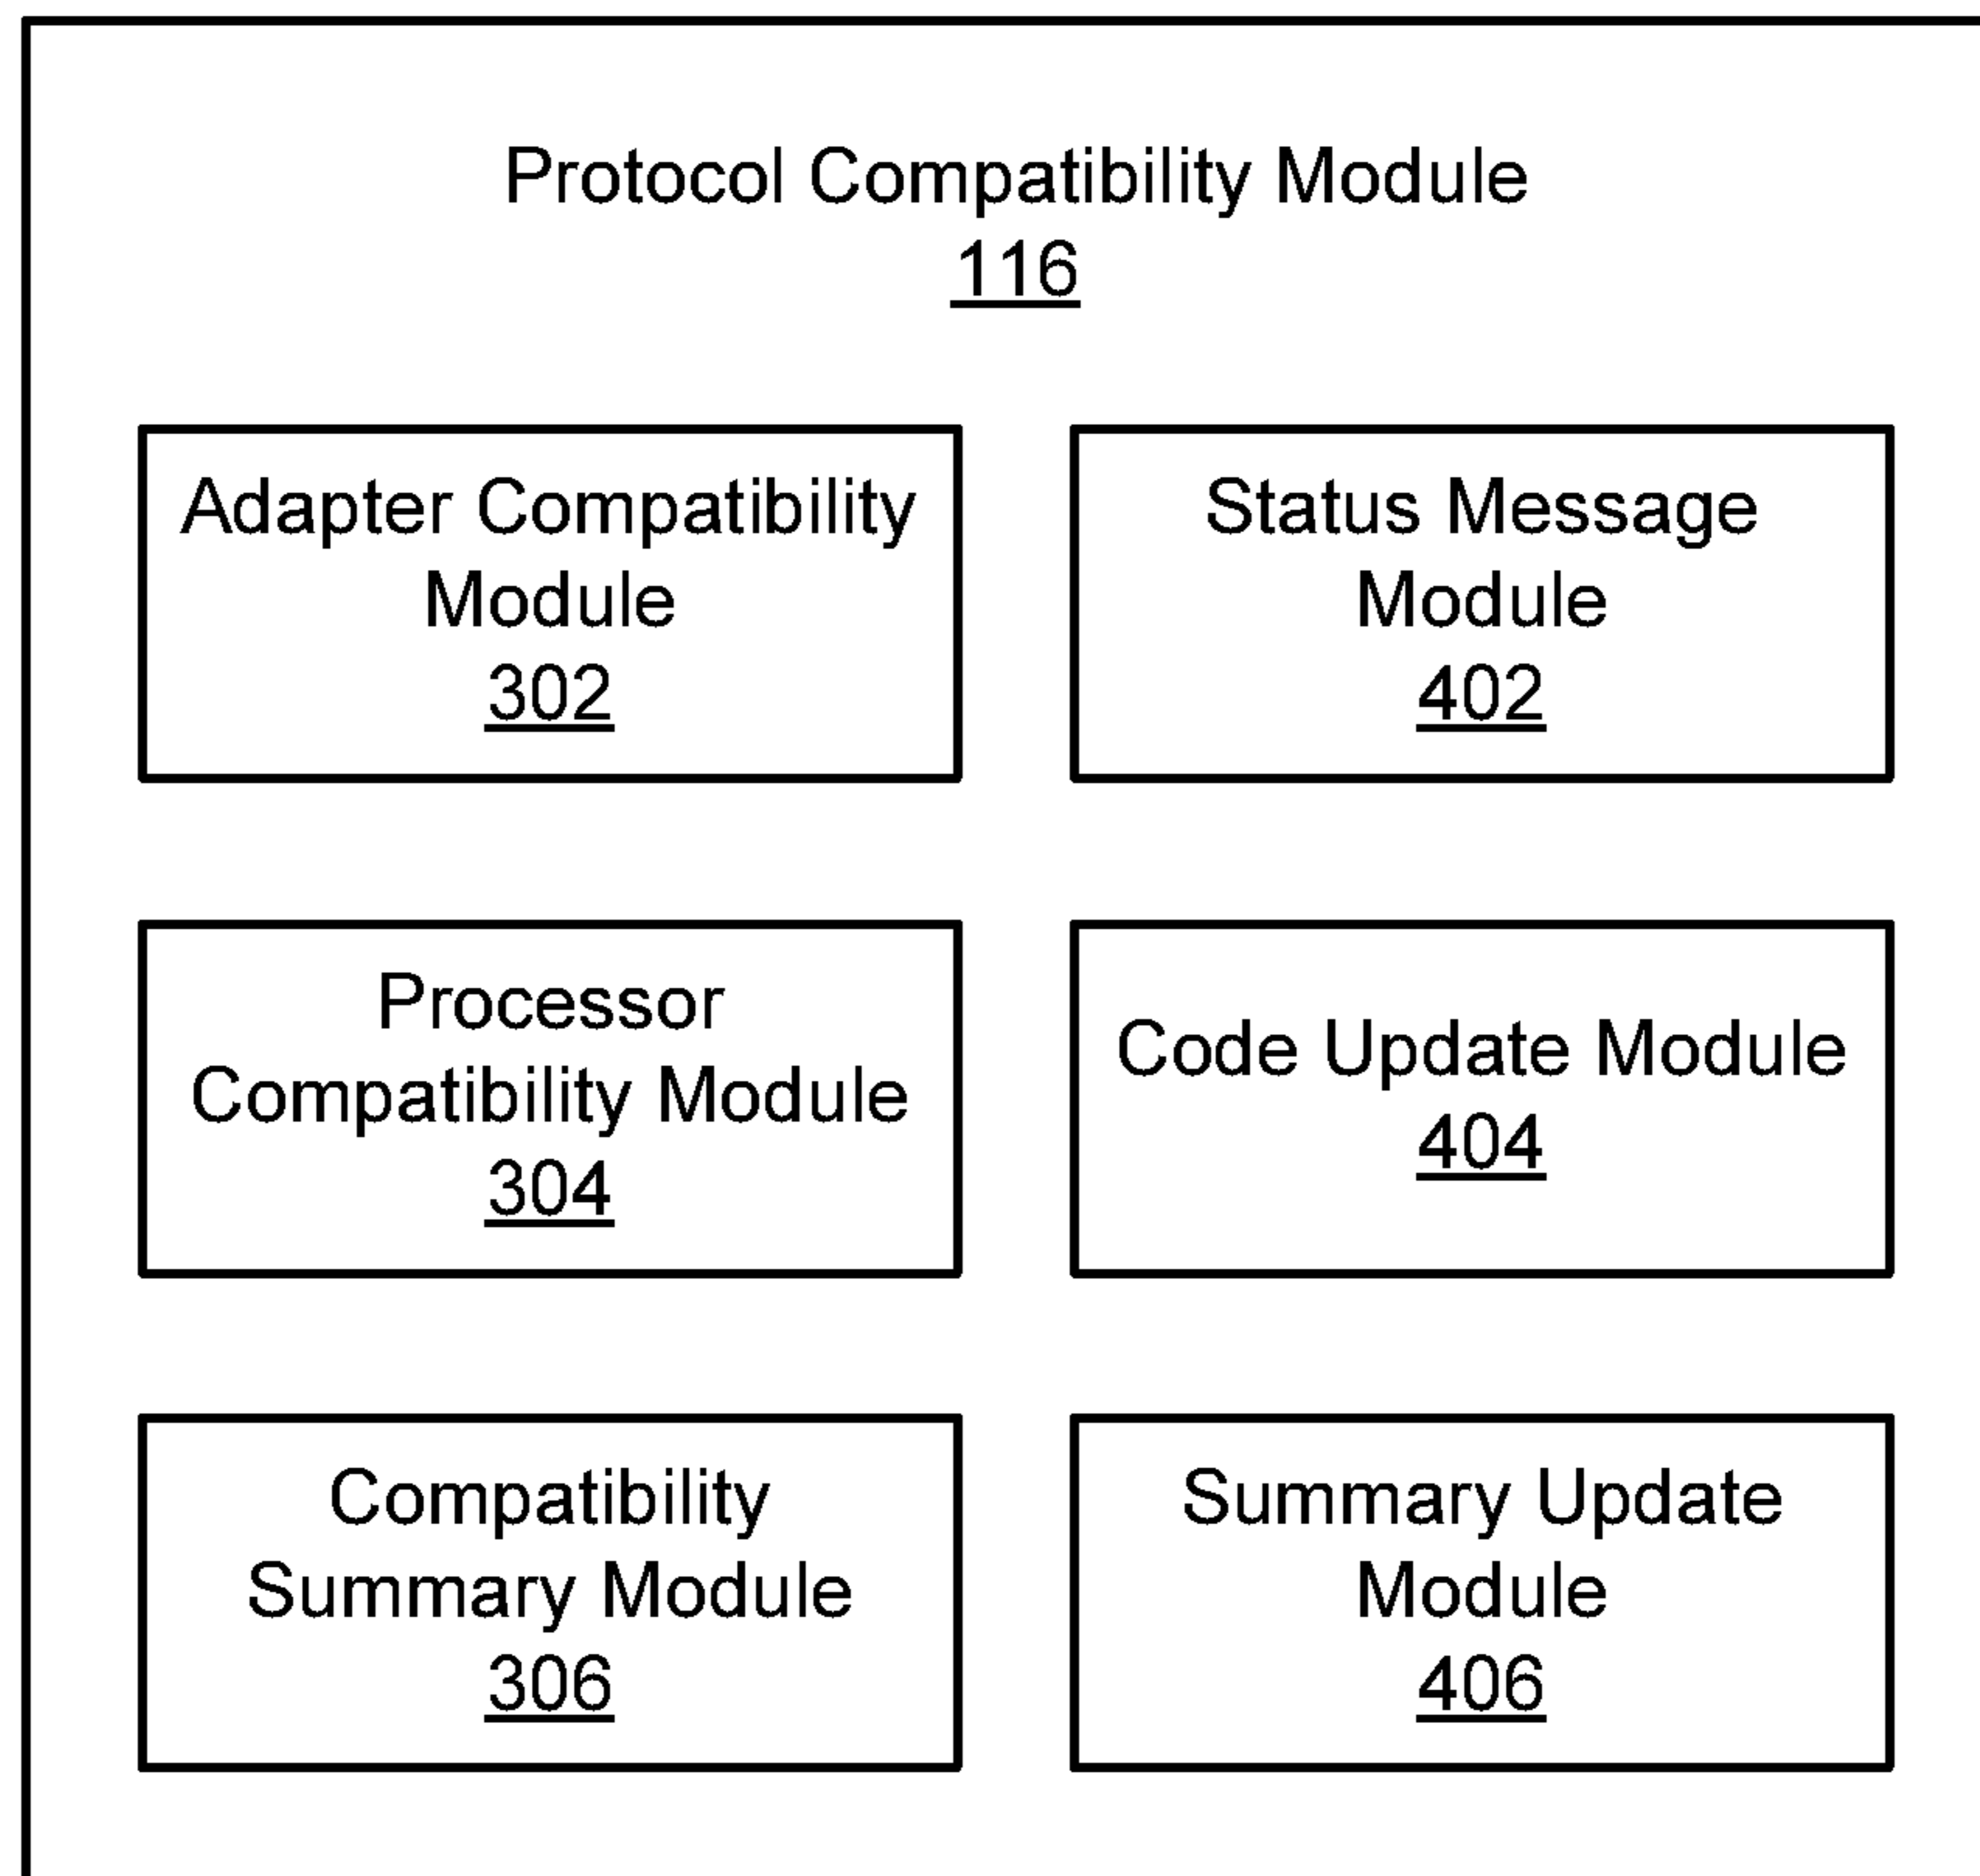 Protocol Compatibility Module
116
Adapter Compatibility
Module
302
Status Message
Module
402
Processor
Compatibility Module
304
Code Update Module
404
Compatibility
Summary Module
306
Summary Update
Module
406